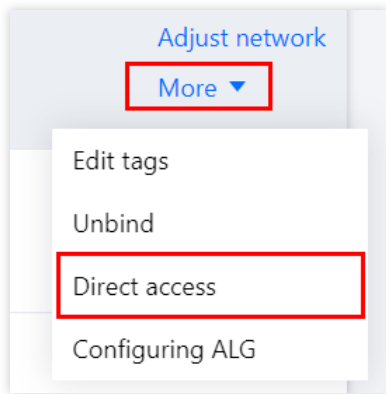 Adjust network
More
Edit tags
Unbind
Direct access
Configuring ALG